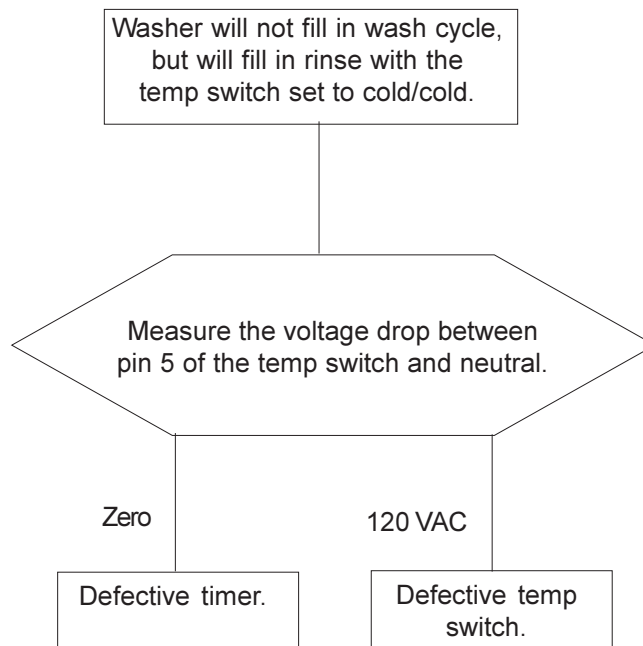 Washer will not fill in wash cycle,
but will fill in rinse with the
temp switch set to cold/cold.
Measure the voltage drop between
pin 5 of the temp switch and neutral.
Zero
120 VAC
Defective timer.
Defective temp
switch.